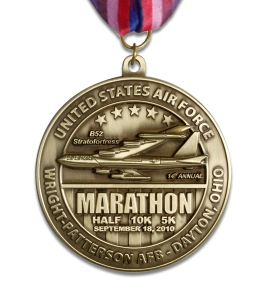 UNITED STATES AIR FORCE
B52
Stratofortress
14th ANNUAL
MARATHON
HALF 10K 5K
SEPTEMBER 18, 2010
WRIGHT-PATTERSON AFB - DAYTON, OHIO